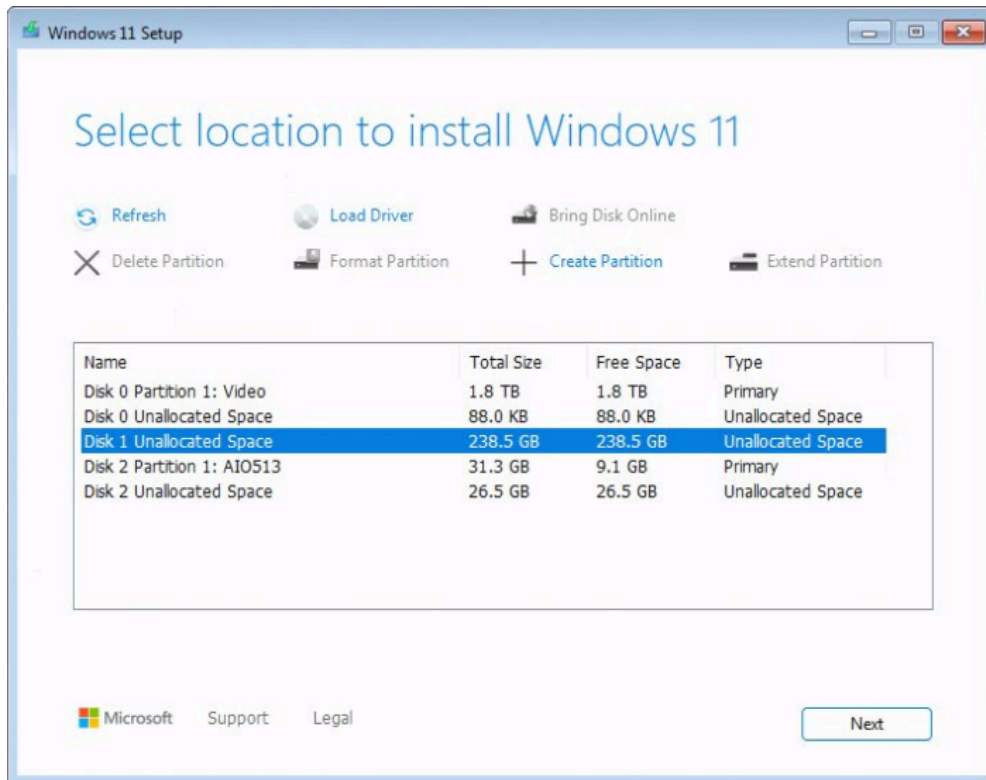 Windows 11 Setup
Select location to install Windows 11
Refresh Load Driver Bring Disk Online
Delete Partition Format Partition Create Partition Extend Partition
Name Total Size Free Space Type
Disk 0 Partition 1: Video 1.8 TB 1.8 TB Primary
Disk 0 Unallocated Space 88.0 KB 88.0 KB Unallocated Space
Disk 1 Unallocated Space 238.5 GB 238.5 GB Unallocated Space
Disk 2 Partition 1: AIO513 31.3 GB 9.1 GB Primary
Disk 2 Unallocated Space 26.5 GB 26.5 GB Unallocated Space
Microsoft Support Legal Next